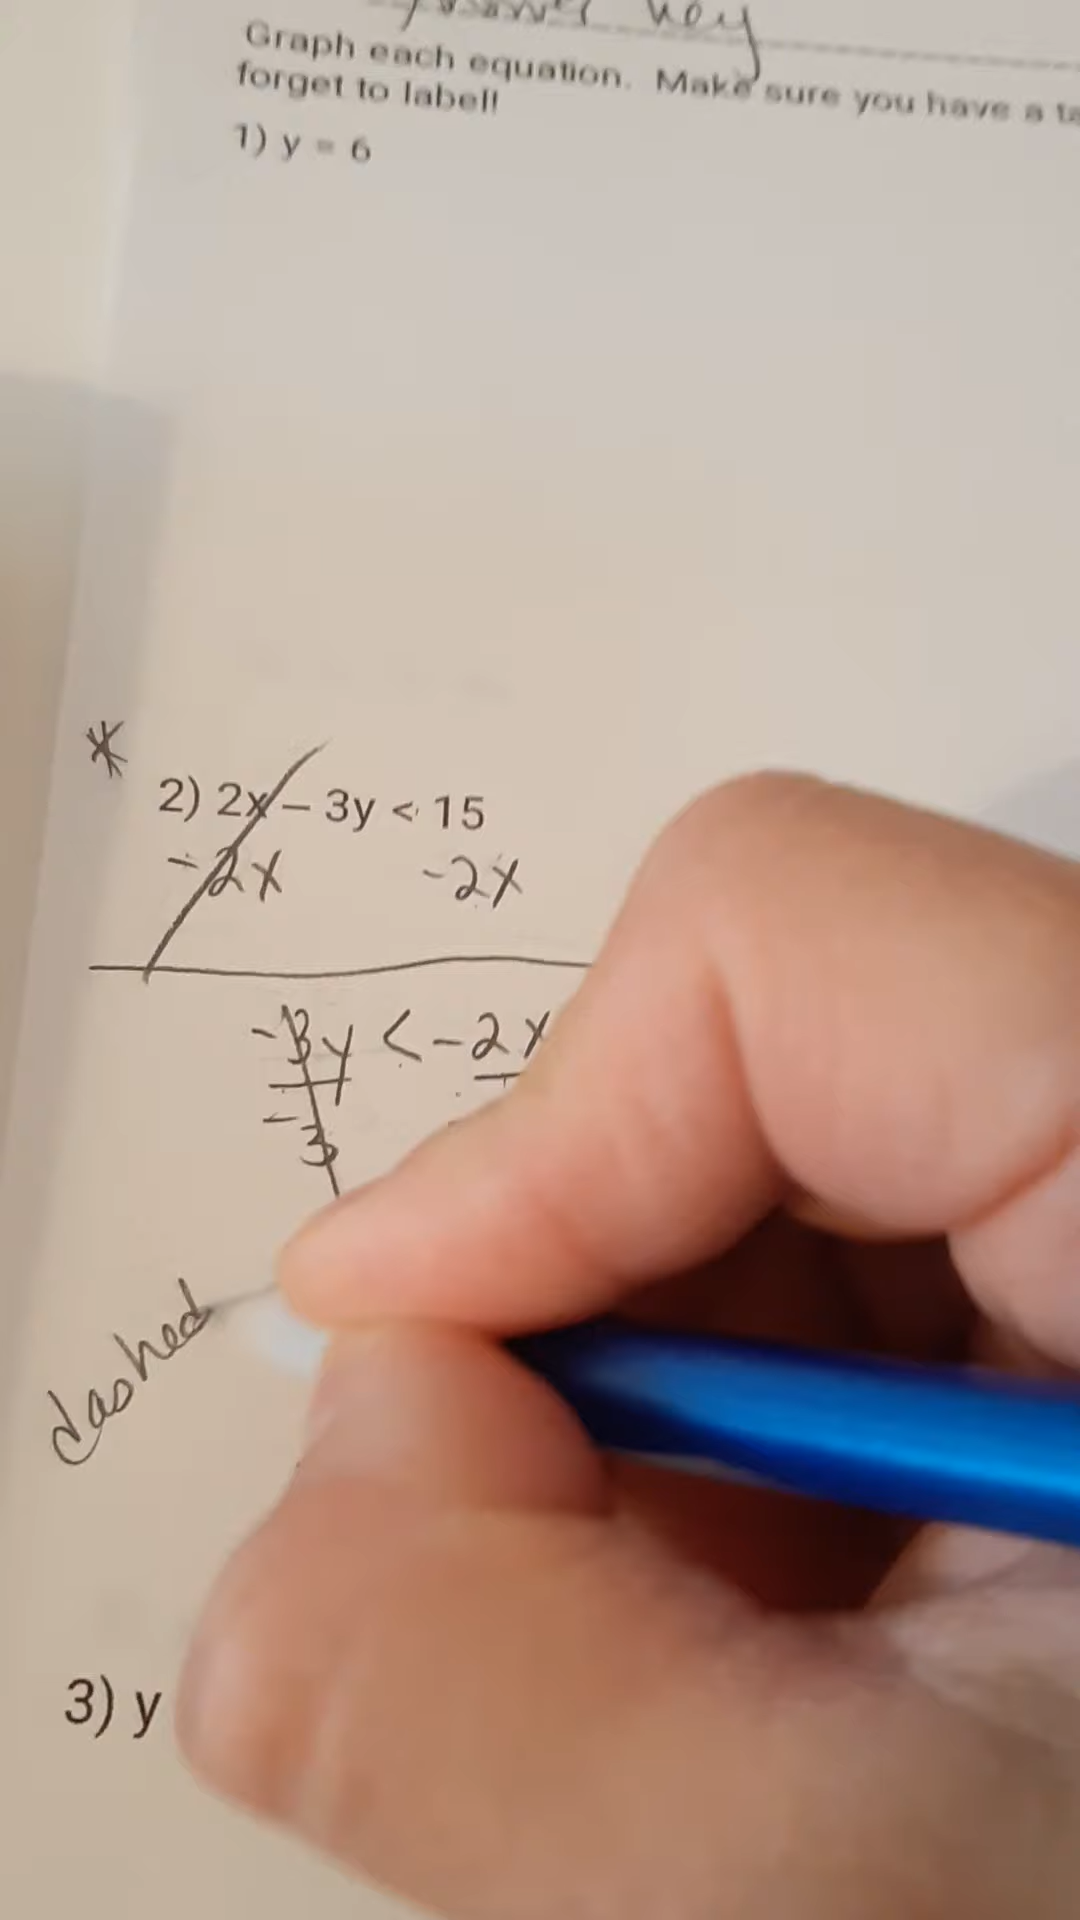 key
Graph each equation. Make sure you have a
forget to label!
1) y = 6
*
2) 2x – 3y < 15
-2x -2x
-3y < -2x
-3
dashed
3) y